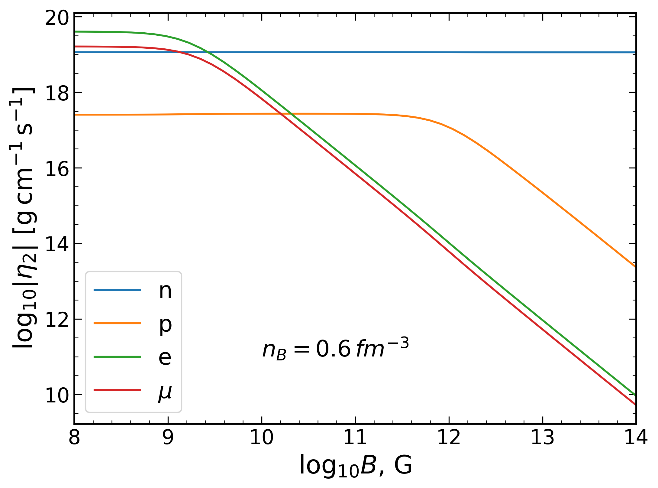 20
18
16
14
12
10
log₁₀|η₂| [g cm⁻¹ s⁻¹]
n
p
e
μ
n_B = 0.6 fm⁻³
8 9 10 11 12 13 14
log₁₀B, G